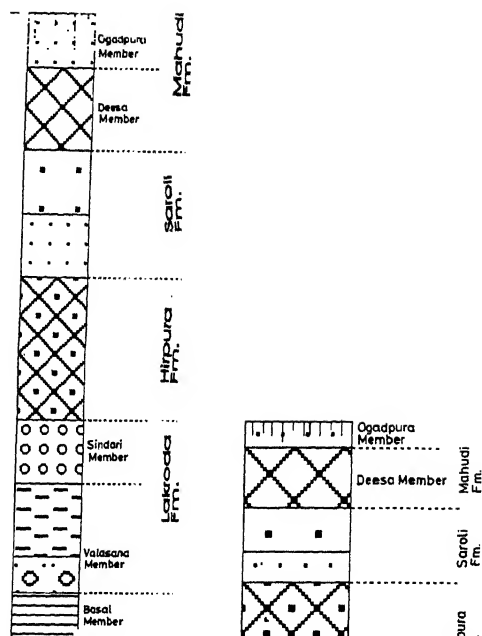 Ogadpura
Member
Mahudi
Fm.
Deesa
Member
Saroli
Fm.
Hirpura
Fm.
Sindari
Member
Lakroda
Fm.
Valasana
Member
Basal
Member
Ogadpura
Member
Deesa Member
Mahudi
Fm.
Saroli
Fm.
pura